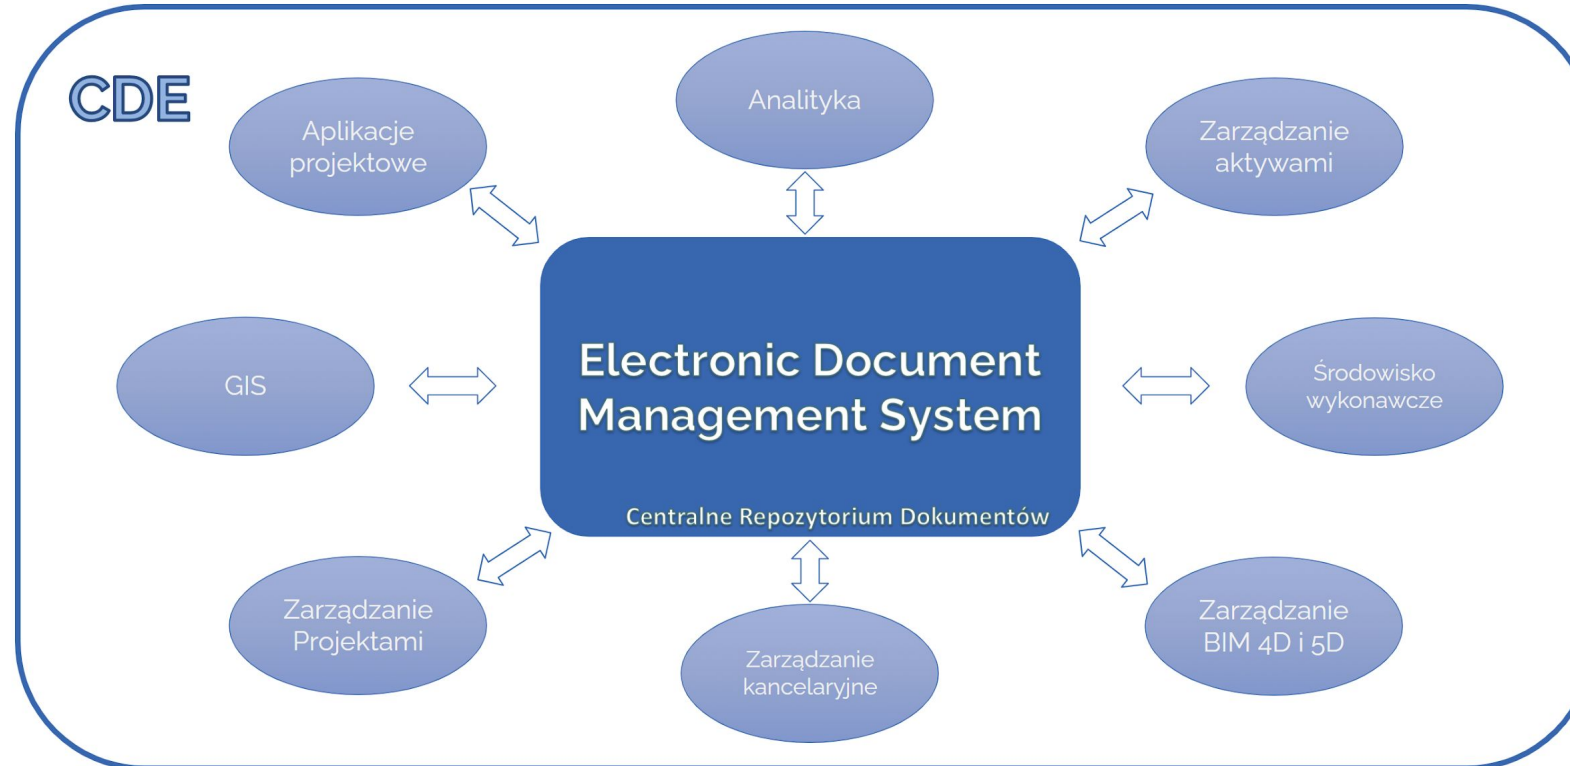 CDE
Analityka
Aplikacje
projektowe
Zarządzanie
aktywami
GIS
Electronic Document
Management System
Centralne Repozytorium Dokumentów
Środowisko
wykonawcze
Zarządzanie
Projektami
Zarządzanie
kancelaryjne
Zarządzanie
BIM 4D i 5D